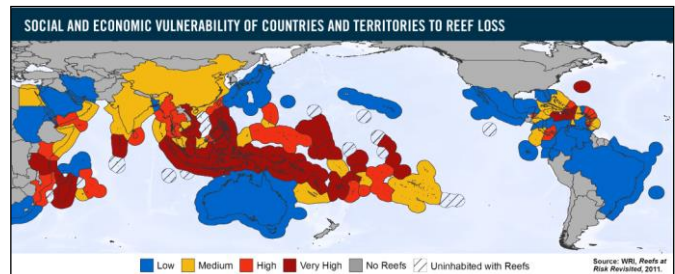 SOCIAL AND ECONOMIC VULNERABILITY OF COUNTRIES AND TERRITORIES TO REEF LOSS
Low Medium High Very High No Reefs Uninhabited with Reefs
Source: WRI, Reefs at
Risk Revisited, 2011.